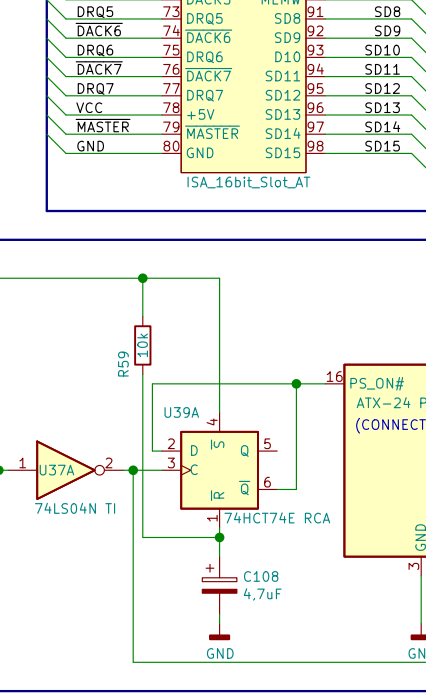 DACK5 MEMW
DRQ5 73 DRQ5 SD8 91 SD8
DACK6 74 DACK6 SD9 92 SD9
DRQ6 75 DRQ6 D10 93 SD10
DACK7 76 DACK7 SD11 94 SD11
DRQ7 77 DRQ7 SD12 95 SD12
VCC 78 +5V SD13 96 SD13
MASTER 79 MASTER SD14 97 SD14
GND 80 GND SD15 98 SD15
ISA_16bit_Slot_AT
R59
10k
16 PS_ON#
ATX-24 P
(CONNECT
U39A
4
S
2 D Q 5
3 C
Q 6
R
1
74HCT74E RCA
1 U37A 2
74LS04N TI
+
C108
4,7uF
GND
GND
3
GN